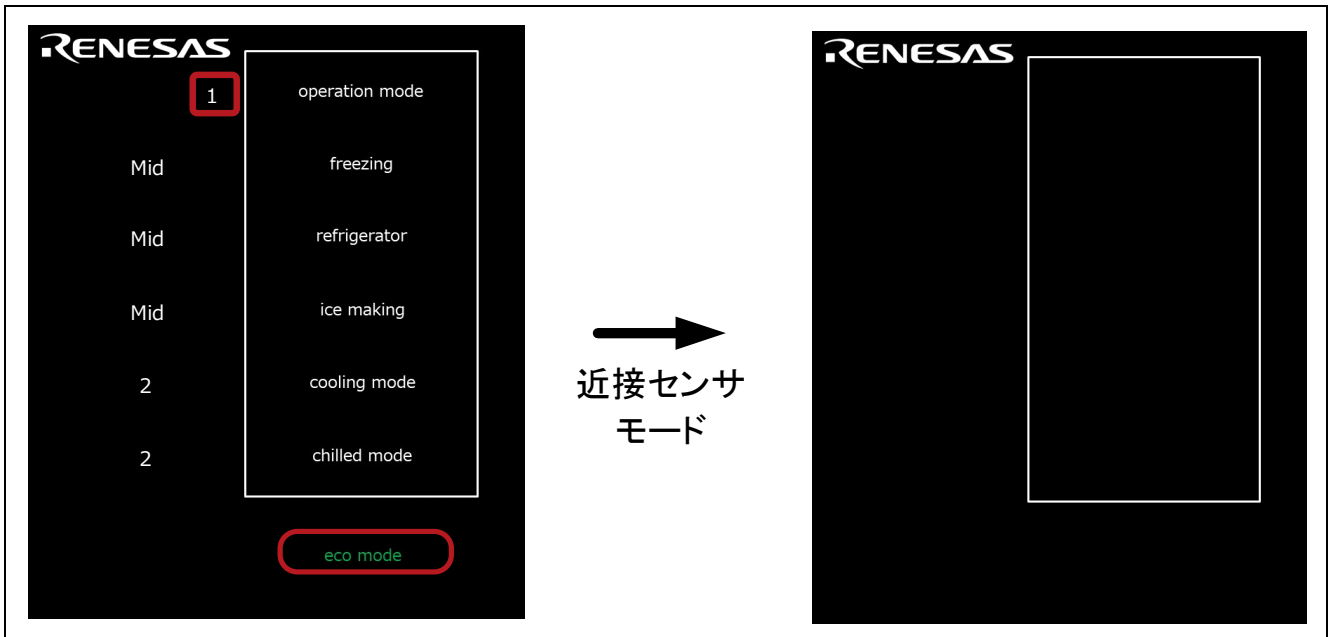 RENESAS
1 operation mode
Mid freezing
Mid refrigerator
Mid ice making
2 cooling mode
2 chilled mode
eco mode
近接センサ
モード
RENESAS